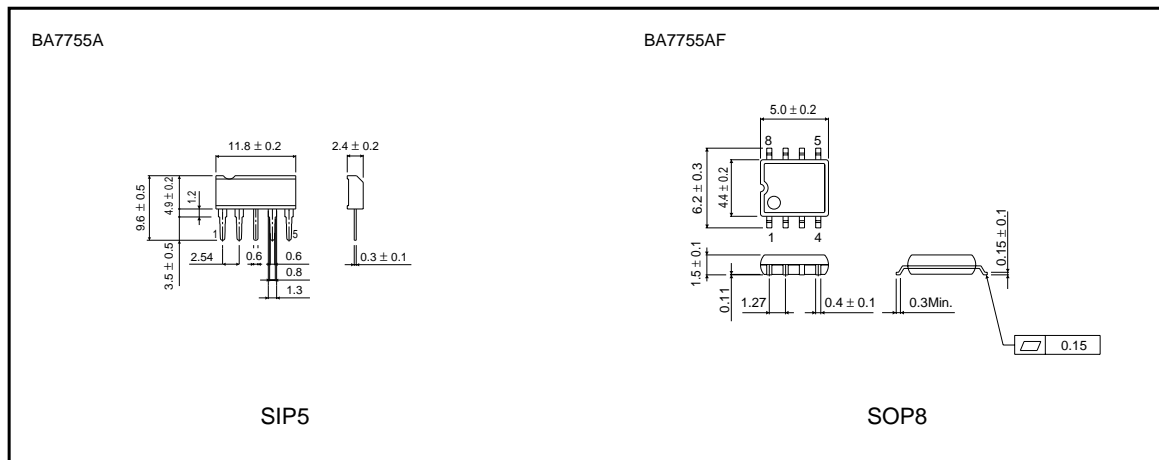 BA7755A
BA7755AF
11.8 ± 0.2
2.4 ± 0.2
9.6 ± 0.5
4.9 ± 0.2
1.2
3.5 ± 0.5
1
5
2.54
0.6
0.6
0.8
1.3
0.3 ± 0.1
SIP5
5.0 ± 0.2
8
5
6.2 ± 0.3
4.4 ± 0.2
1
4
1.5 ± 0.1
0.11
1.27
0.4 ± 0.1
0.3Min.
0.15 ± 0.1
0.15
SOP8